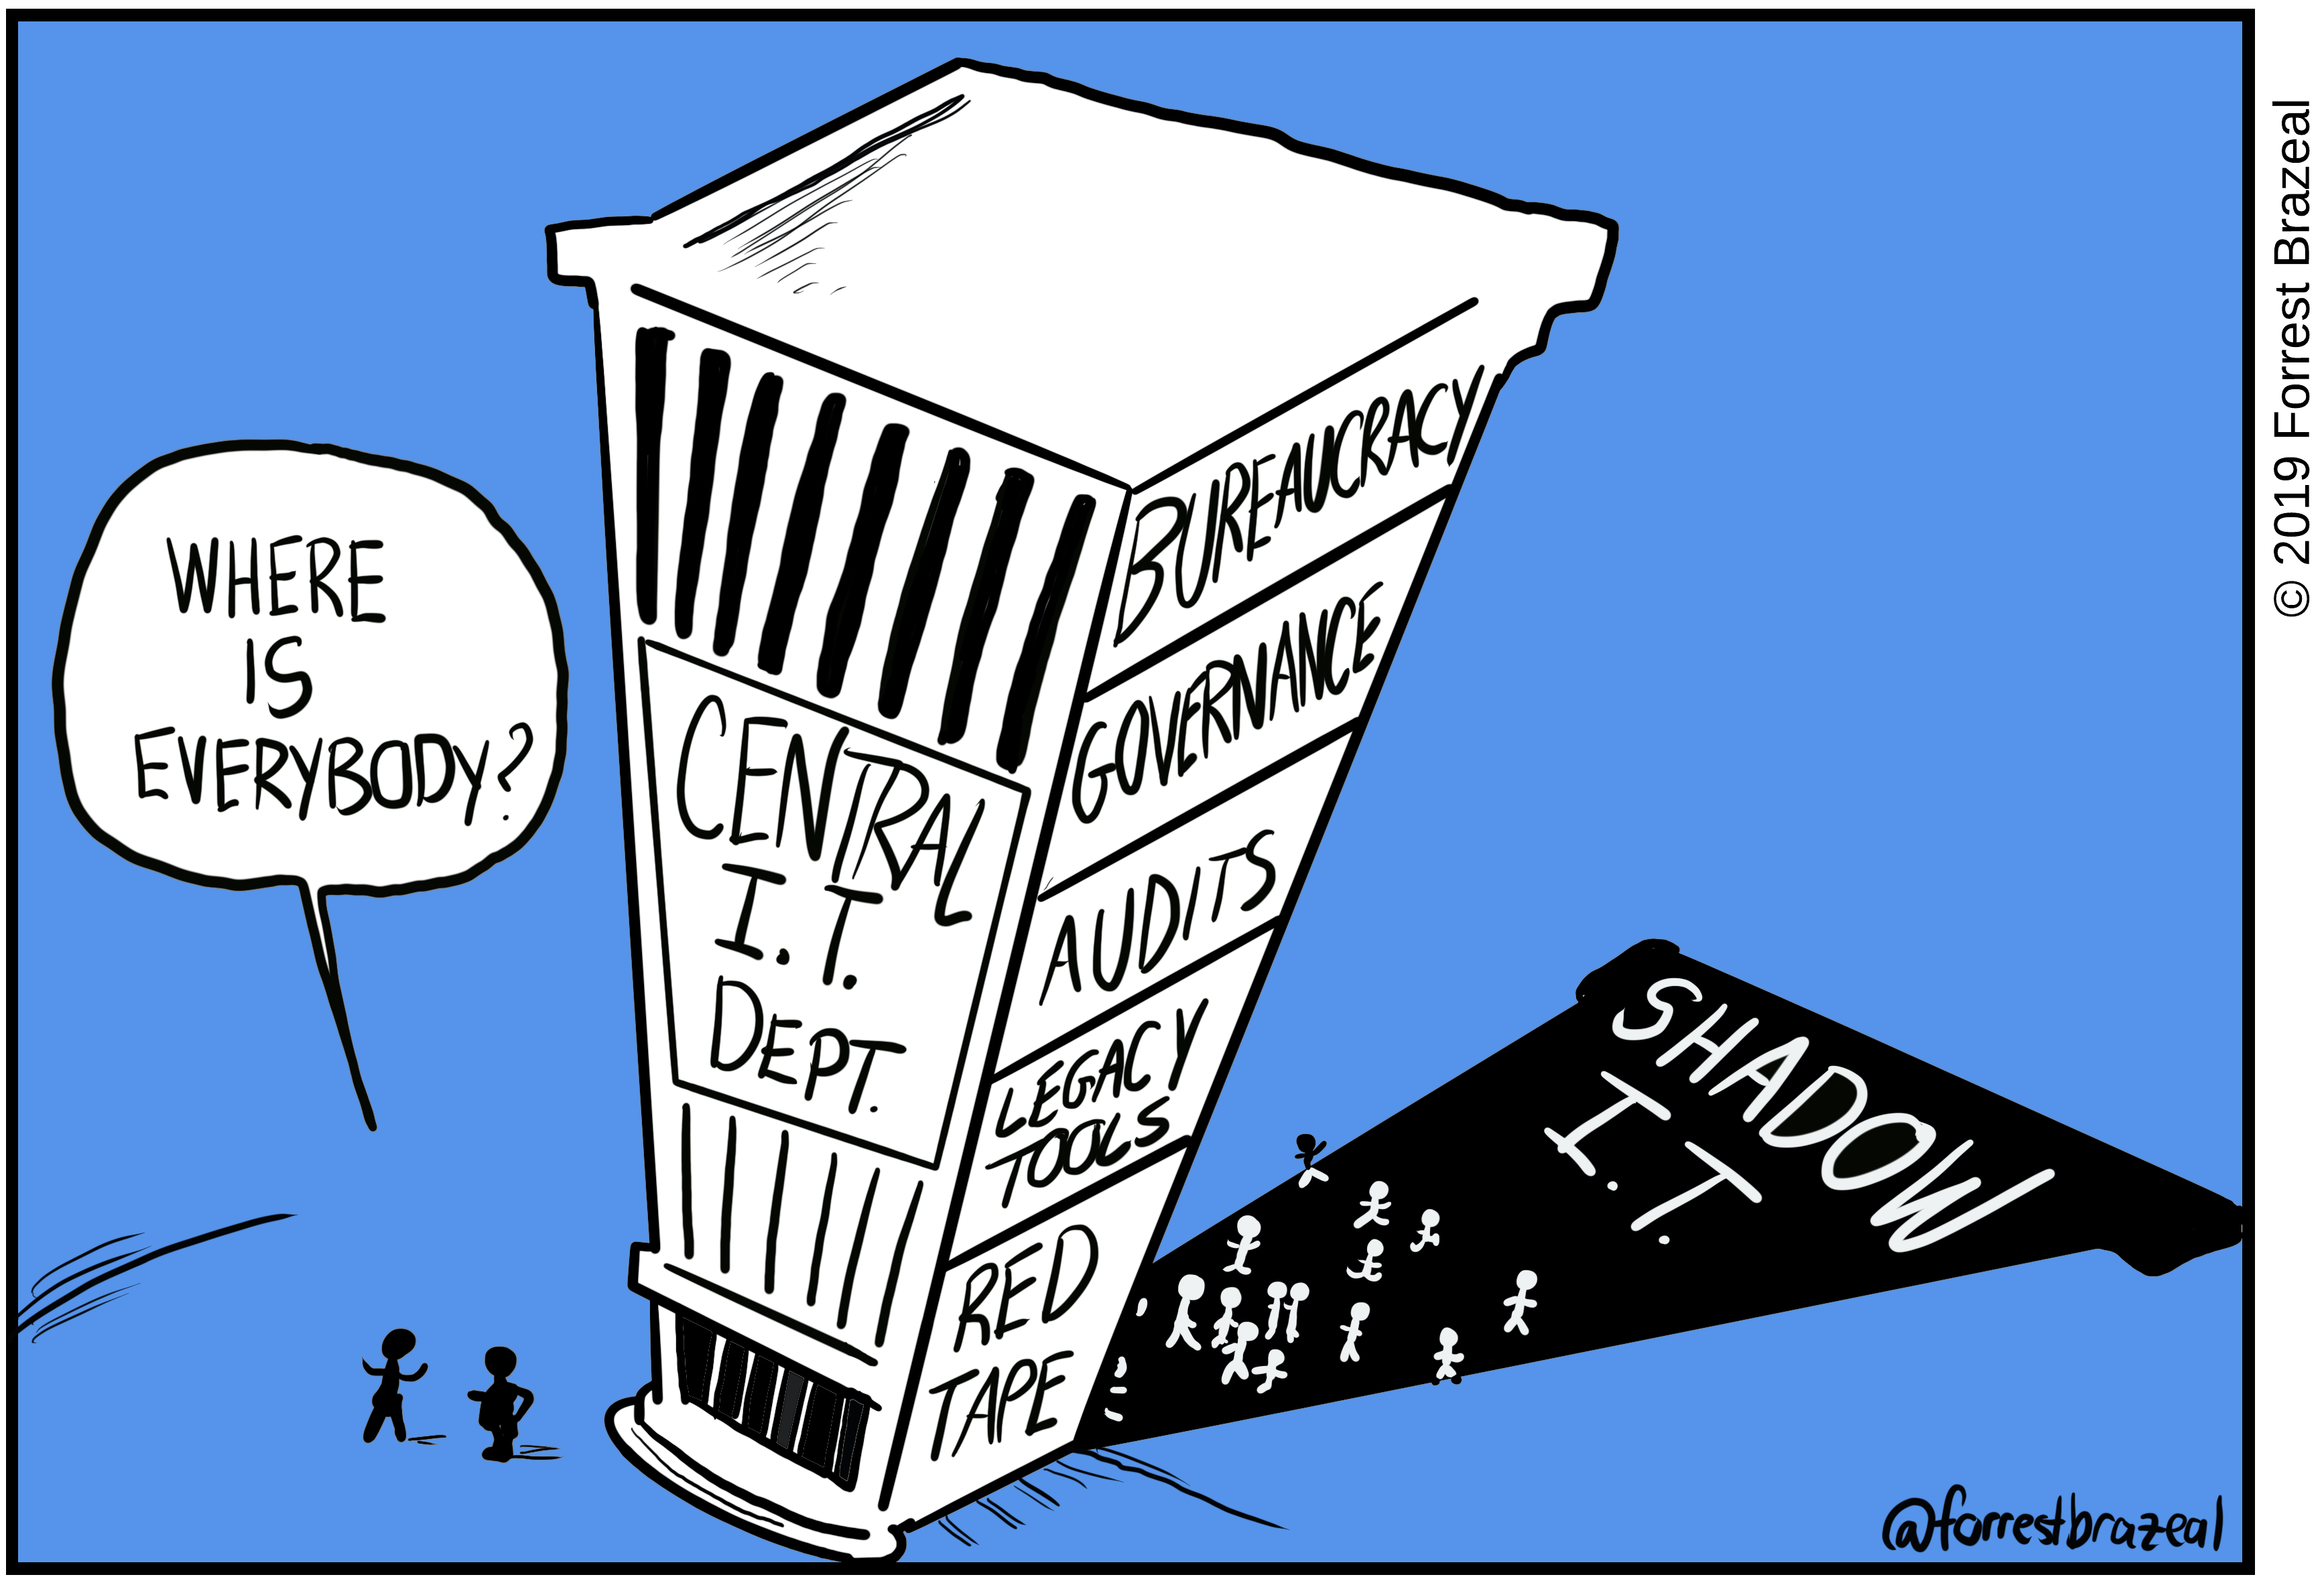 WHERE
IS
EVERYBODY?
CENTRAL
I. T.
DEPT.
BUREAUCRACY
GOVERNANCE
AUDITS
LEGACY
TOOLS
RED
TAPE
SHADOW
I. T.
@forrestbrazeal
© 2019 Forrest Brazeal